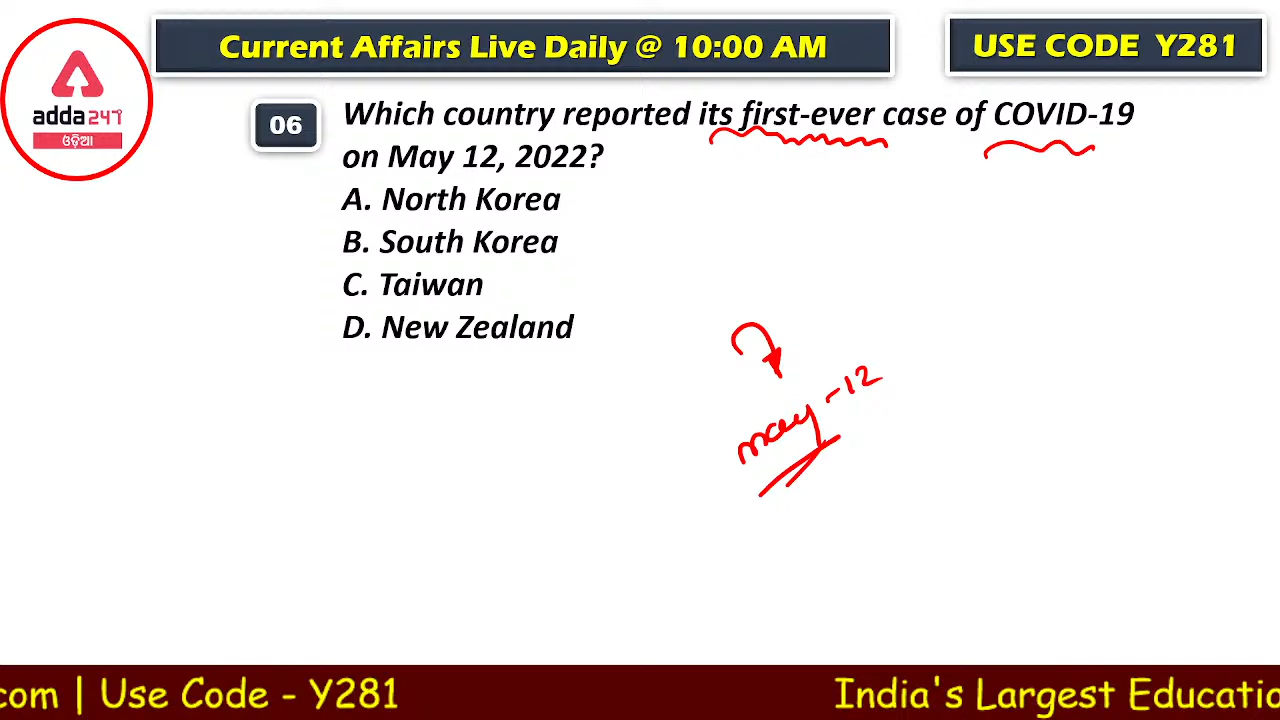 Current Affairs Live Daily @ 10:00 AM
USE CODE Y281
adda247
ଓଡ଼ିଆ
06
Which country reported its first-ever case of COVID-19
on May 12, 2022?
A. North Korea
B. South Korea
C. Taiwan
D. New Zealand
may-12
.com | Use Code - Y281
India's Largest Educatio